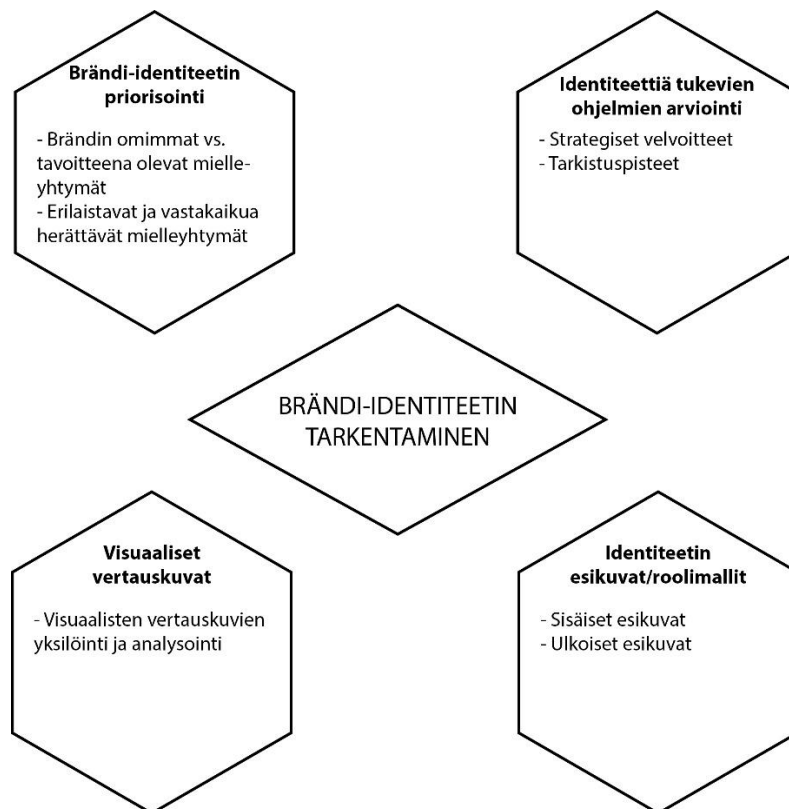 Brändi-identiteetin
priorisointi
- Brändin omimmat vs.
tavoitteena olevat mielle-
yhtymät
- Erilaistavat ja vastakaikua
herättävät mielleyhtymät
Identiteettiä tukevien
ohjelmien arviointi
- Strategiset velvoitteet
- Tarkistuspisteet
BRÄNDI-IDENTITEETIN
TARKENTAMINEN
Visuaaliset
vertauskuvat
- Visuaalisten vertauskuvien
yksilöinti ja analysointi
Identiteetin
esikuvat/roolimallit
- Sisäiset esikuvat
- Ulkoiset esikuvat